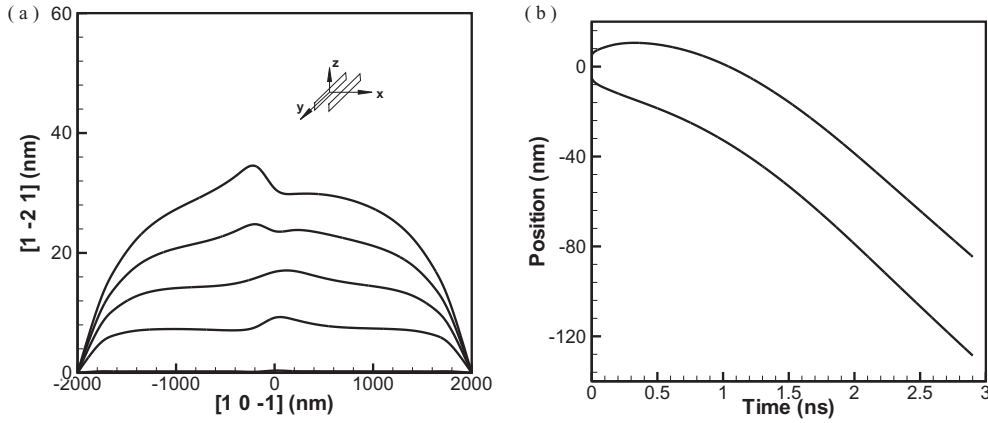 ( a )
60
40
20
0
[1 -2 1] (nm)
z
x
y
-2000
-1000
0
1000
2000
[1 0 -1] (nm)
( b )
0
-40
-80
-120
Position (nm)
0
0.5
1
1.5
2
2.5
3
Time (ns)